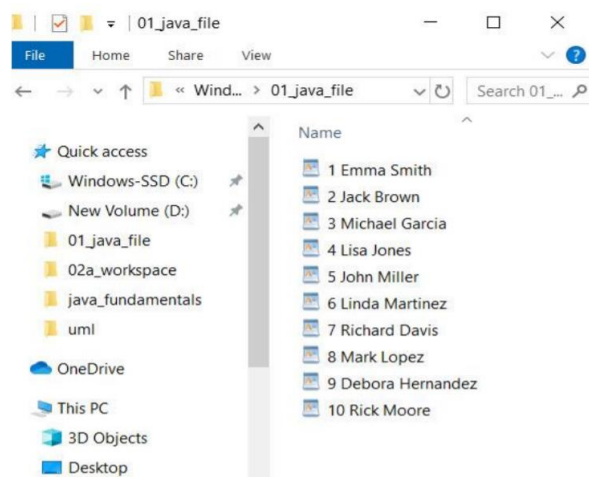 01_java_file
File Home Share View
« Wind... > 01_java_file Search 01_...
Name
Quick access
Windows-SSD (C:)
New Volume (D:)
01_java_file
02a_workspace
java_fundamentals
uml
OneDrive
This PC
3D Objects
Desktop
1 Emma Smith
2 Jack Brown
3 Michael Garcia
4 Lisa Jones
5 John Miller
6 Linda Martinez
7 Richard Davis
8 Mark Lopez
9 Debora Hernandez
10 Rick Moore